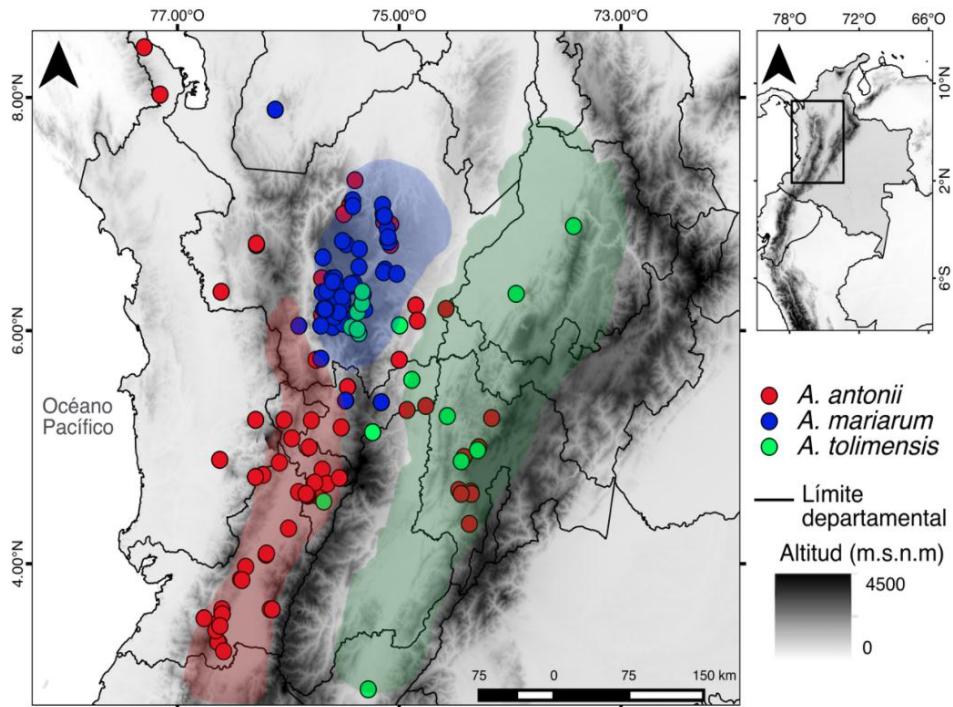 77.00°O 75.00°O 73.00°O
78°O 72°O 66°O
8.00°N
6.00°N
4.00°N
10°N
2°N
6°S
Océano
Pacífico
75 0 75 150 km
A. antonii
A. mariarum
A. tolimensis
Límite
departamental
Altitud (m.s.n.m)
4500
0